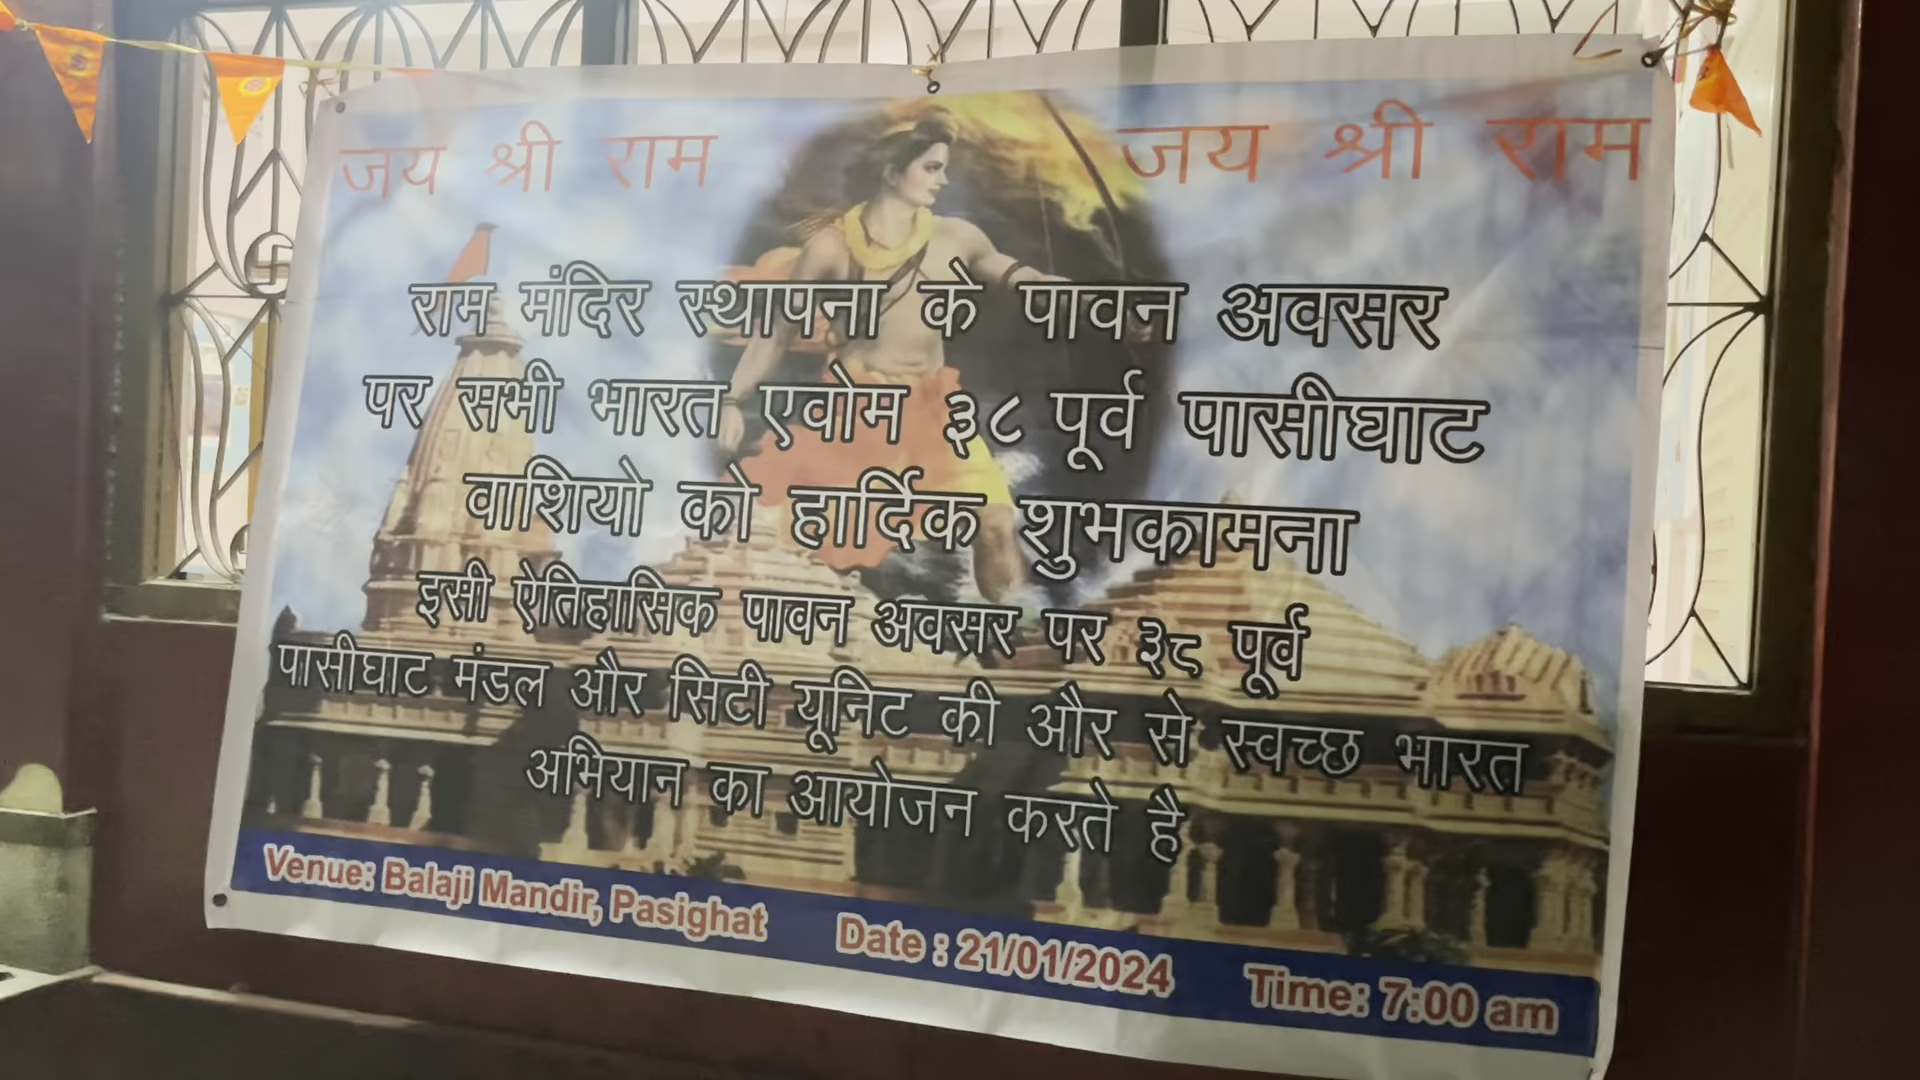 जय श्री राम जय श्री राम
राम मंदिर स्थापना के पावन अवसर
पर सभी भारत एवोम ३८ पूर्व पासीघाट
वाशियो को हार्दिक शुभकामना
इसी ऐतिहासिक पावन अवसर पर ३८ पूर्व
पासीघाट मंडल और सिटी यूनिट की और से स्वच्छ भारत
अभियान का आयोजन करते है
Venue: Balaji Mandir, Pasighat Date : 21/01/2024 Time: 7:00 am